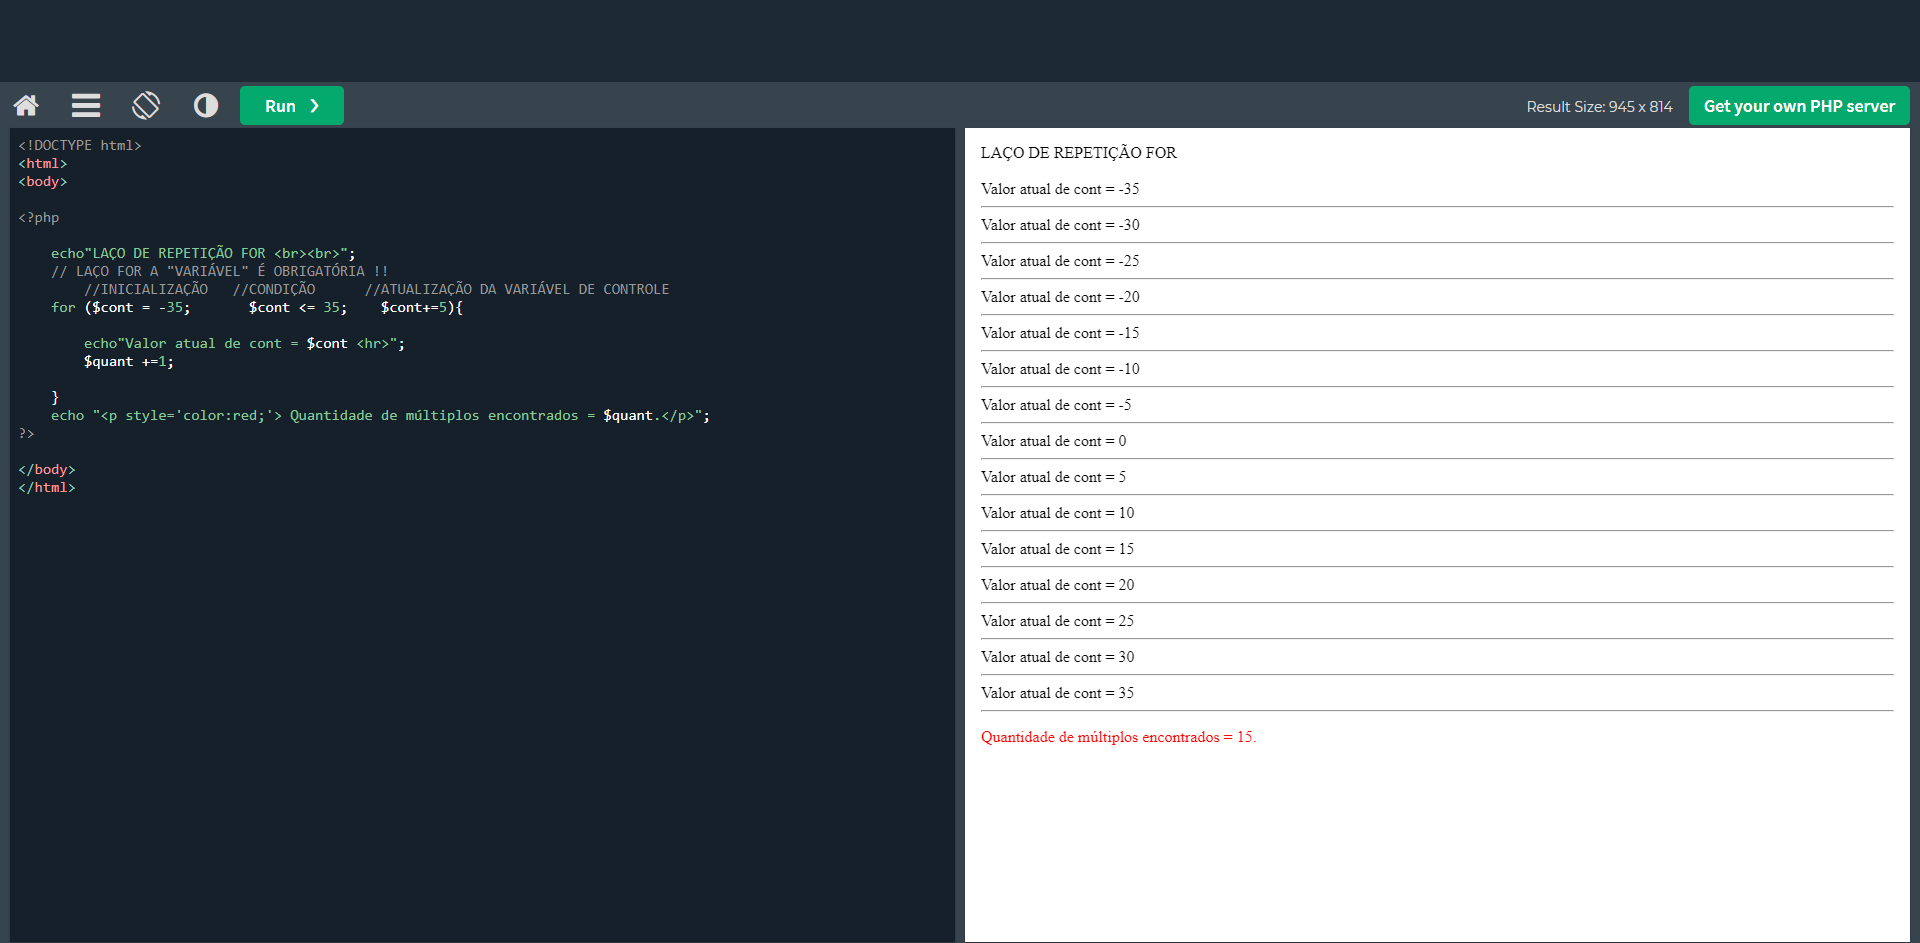 Run ❯
Result Size: 945 x 814
Get your own PHP server
<!DOCTYPE html>
<html>
<body>
<?php
    echo"LAÇO DE REPETIÇÃO FOR <br><br>";
    // LAÇO FOR A "VARIÁVEL" É OBRIGATÓRIA !!
        //INICIALIZAÇÃO   //CONDIÇÃO      //ATUALIZAÇÃO DA VARIÁVEL DE CONTROLE
    for ($cont = -35;       $cont <= 35;    $cont+=5){
        echo"Valor atual de cont = $cont <hr>";
        $quant +=1;
    }
    echo "<p style='color:red;'> Quantidade de múltiplos encontrados = $quant.</p>";
?>
</body>
</html>
LAÇO DE REPETIÇÃO FOR
Valor atual de cont = -35
Valor atual de cont = -30
Valor atual de cont = -25
Valor atual de cont = -20
Valor atual de cont = -15
Valor atual de cont = -10
Valor atual de cont = -5
Valor atual de cont = 0
Valor atual de cont = 5
Valor atual de cont = 10
Valor atual de cont = 15
Valor atual de cont = 20
Valor atual de cont = 25
Valor atual de cont = 30
Valor atual de cont = 35
Quantidade de múltiplos encontrados = 15.